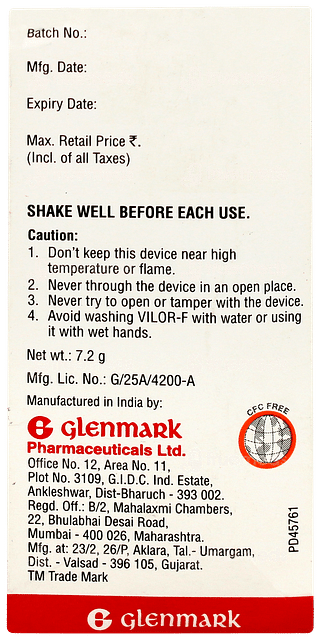 Batch No.:
Mfg. Date:
Expiry Date:
Max. Retail Price ₹.
(Incl. of all Taxes)
SHAKE WELL BEFORE EACH USE.
Caution:
1. Don't keep this device near high
temperature or flame.
2. Never through the device in an open place.
3. Never try to open or tamper with the device.
4. Avoid washing VILOR-F with water or using
it with wet hands.
Net wt.: 7.2 g
Mfg. Lic. No.: G/25A/4200-A
Manufactured in India by:
glenmark
Pharmaceuticals Ltd.
Office No. 12, Area No. 11,
Plot No. 3109, G.I.D.C. Ind. Estate,
Ankleshwar, Dist-Bharuch - 393 002.
Regd. Off.: B/2, Mahalaxmi Chambers,
22, Bhulabhai Desai Road,
Mumbai - 400 026, Maharashtra.
Mfg. at: 23/2, 26/P, Aklara, Tal.- Umargam,
Dist. - Valsad - 396 105, Gujarat.
TM Trade Mark
CFC FREE
PD45761
glenmark